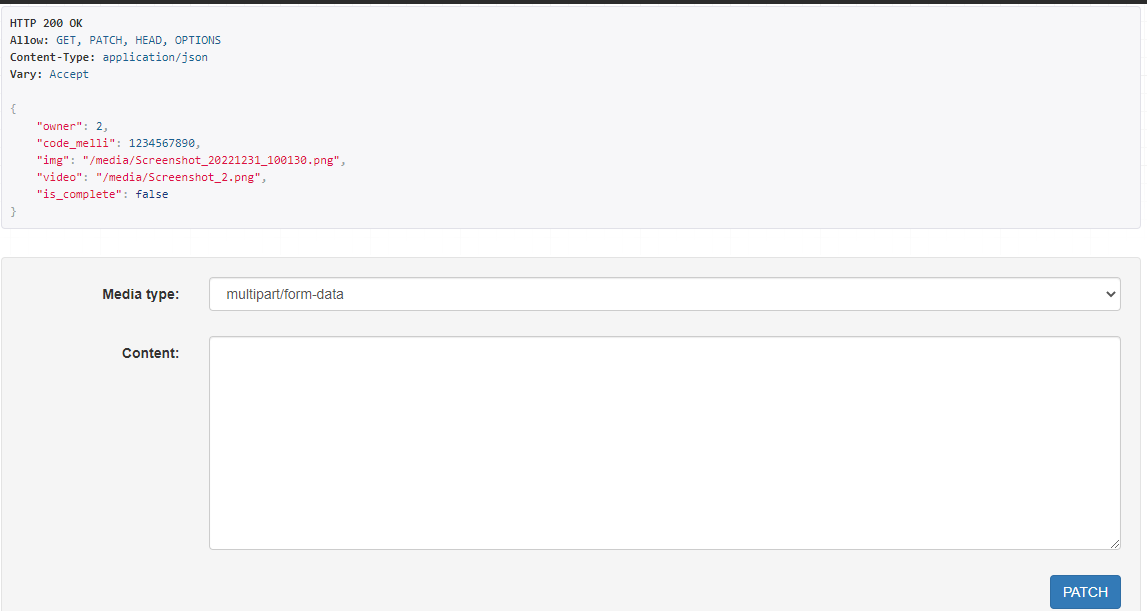 HTTP 200 OK
Allow: GET, PATCH, HEAD, OPTIONS
Content-Type: application/json
Vary: Accept
{
"owner": 2,
"code_melli": 1234567890,
"img": "/media/Screenshot_20221231_100130.png",
"video": "/media/Screenshot_2.png",
"is_complete": false
}
Media type: multipart/form-data
Content:
PATCH